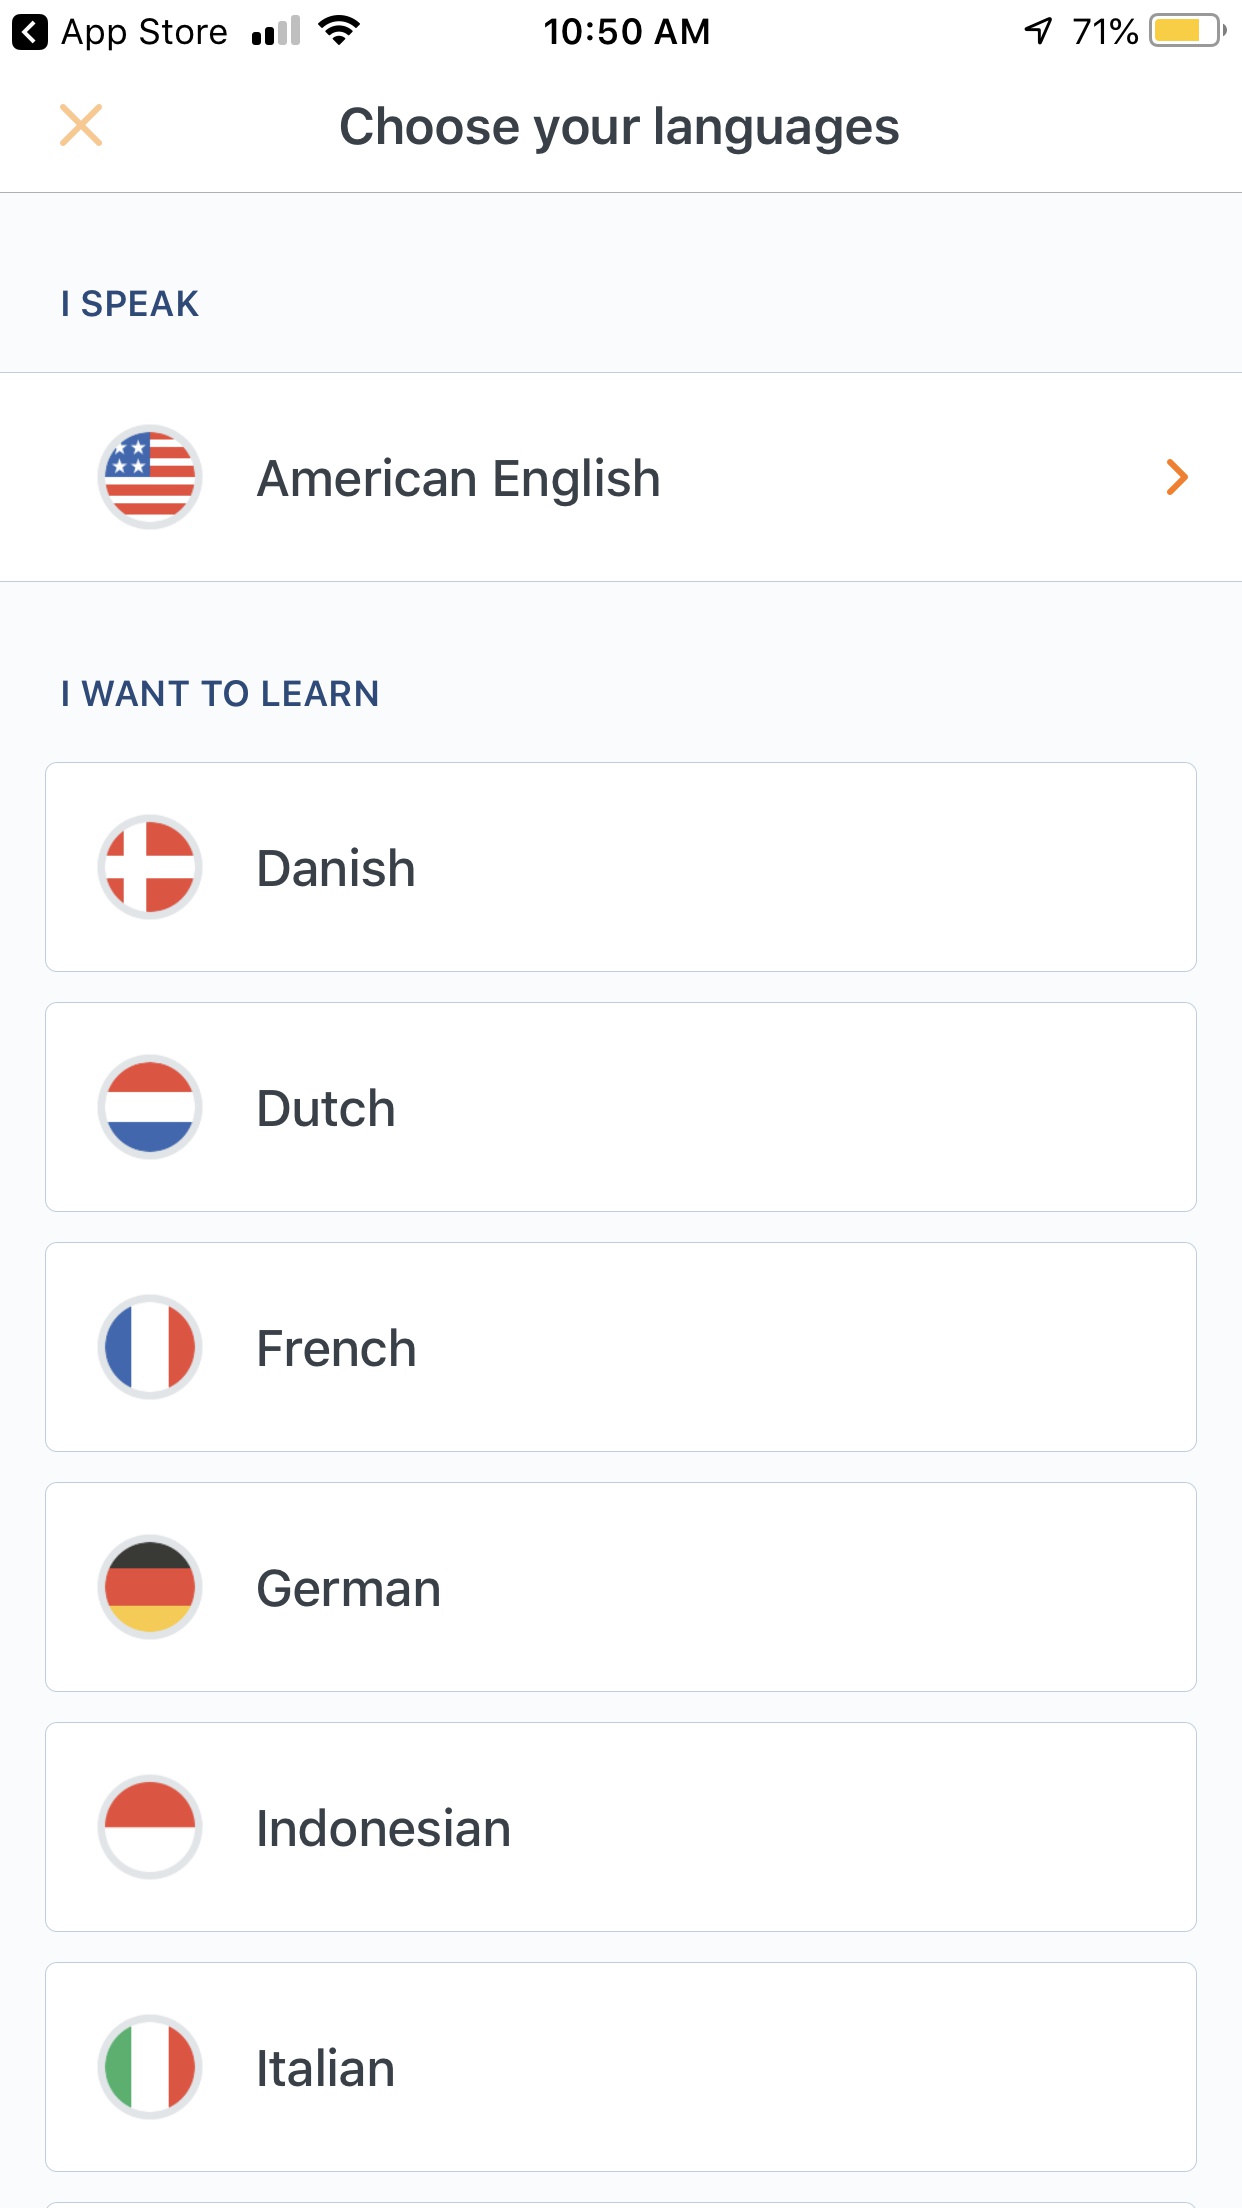 App Store 10:50 AM 71%
Choose your languages
I SPEAK
American English
I WANT TO LEARN
Danish
Dutch
French
German
Indonesian
Italian